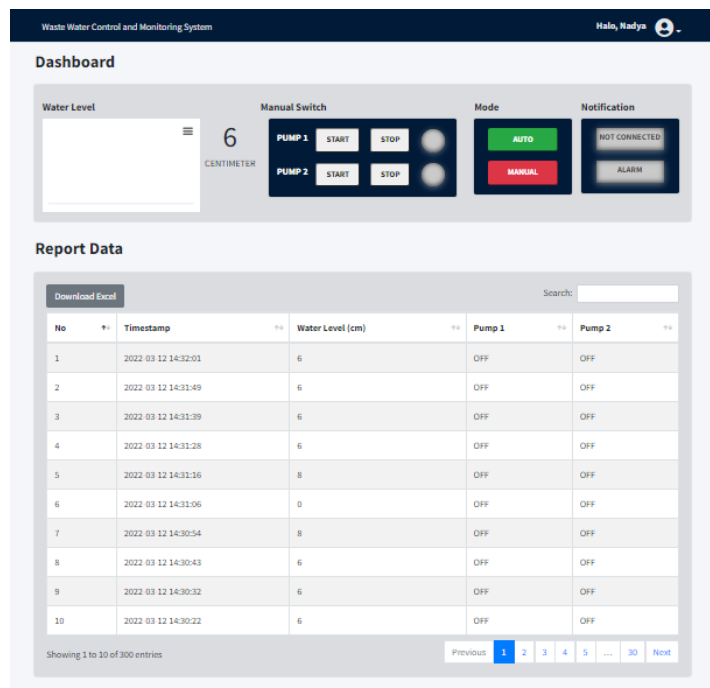 Waste Water Control and Monitoring System Halo, Nadya
Dashboard
Water Level Manual Switch Mode Notification
6
CENTIMETER
PUMP 1 START STOP
PUMP 2 START STOP
AUTO
MANUAL
NOT CONNECTED
ALARM
Report Data
Download Excel Search:
No Timestamp Water Level (cm) Pump 1 Pump 2
1 2022-03-12 14:32:01 6 OFF OFF
2 2022-03-12 14:31:49 6 OFF OFF
3 2022-03-12 14:31:39 6 OFF OFF
4 2022-03-12 14:31:28 6 OFF OFF
5 2022-03-12 14:31:16 8 OFF OFF
6 2022-03-12 14:31:06 0 OFF OFF
7 2022-03-12 14:30:54 8 OFF OFF
8 2022-03-12 14:30:43 6 OFF OFF
9 2022-03-12 14:30:32 6 OFF OFF
10 2022-03-12 14:30:22 6 OFF OFF
Showing 1 to 10 of 300 entries Previous 1 2 3 4 5 ... 30 Next